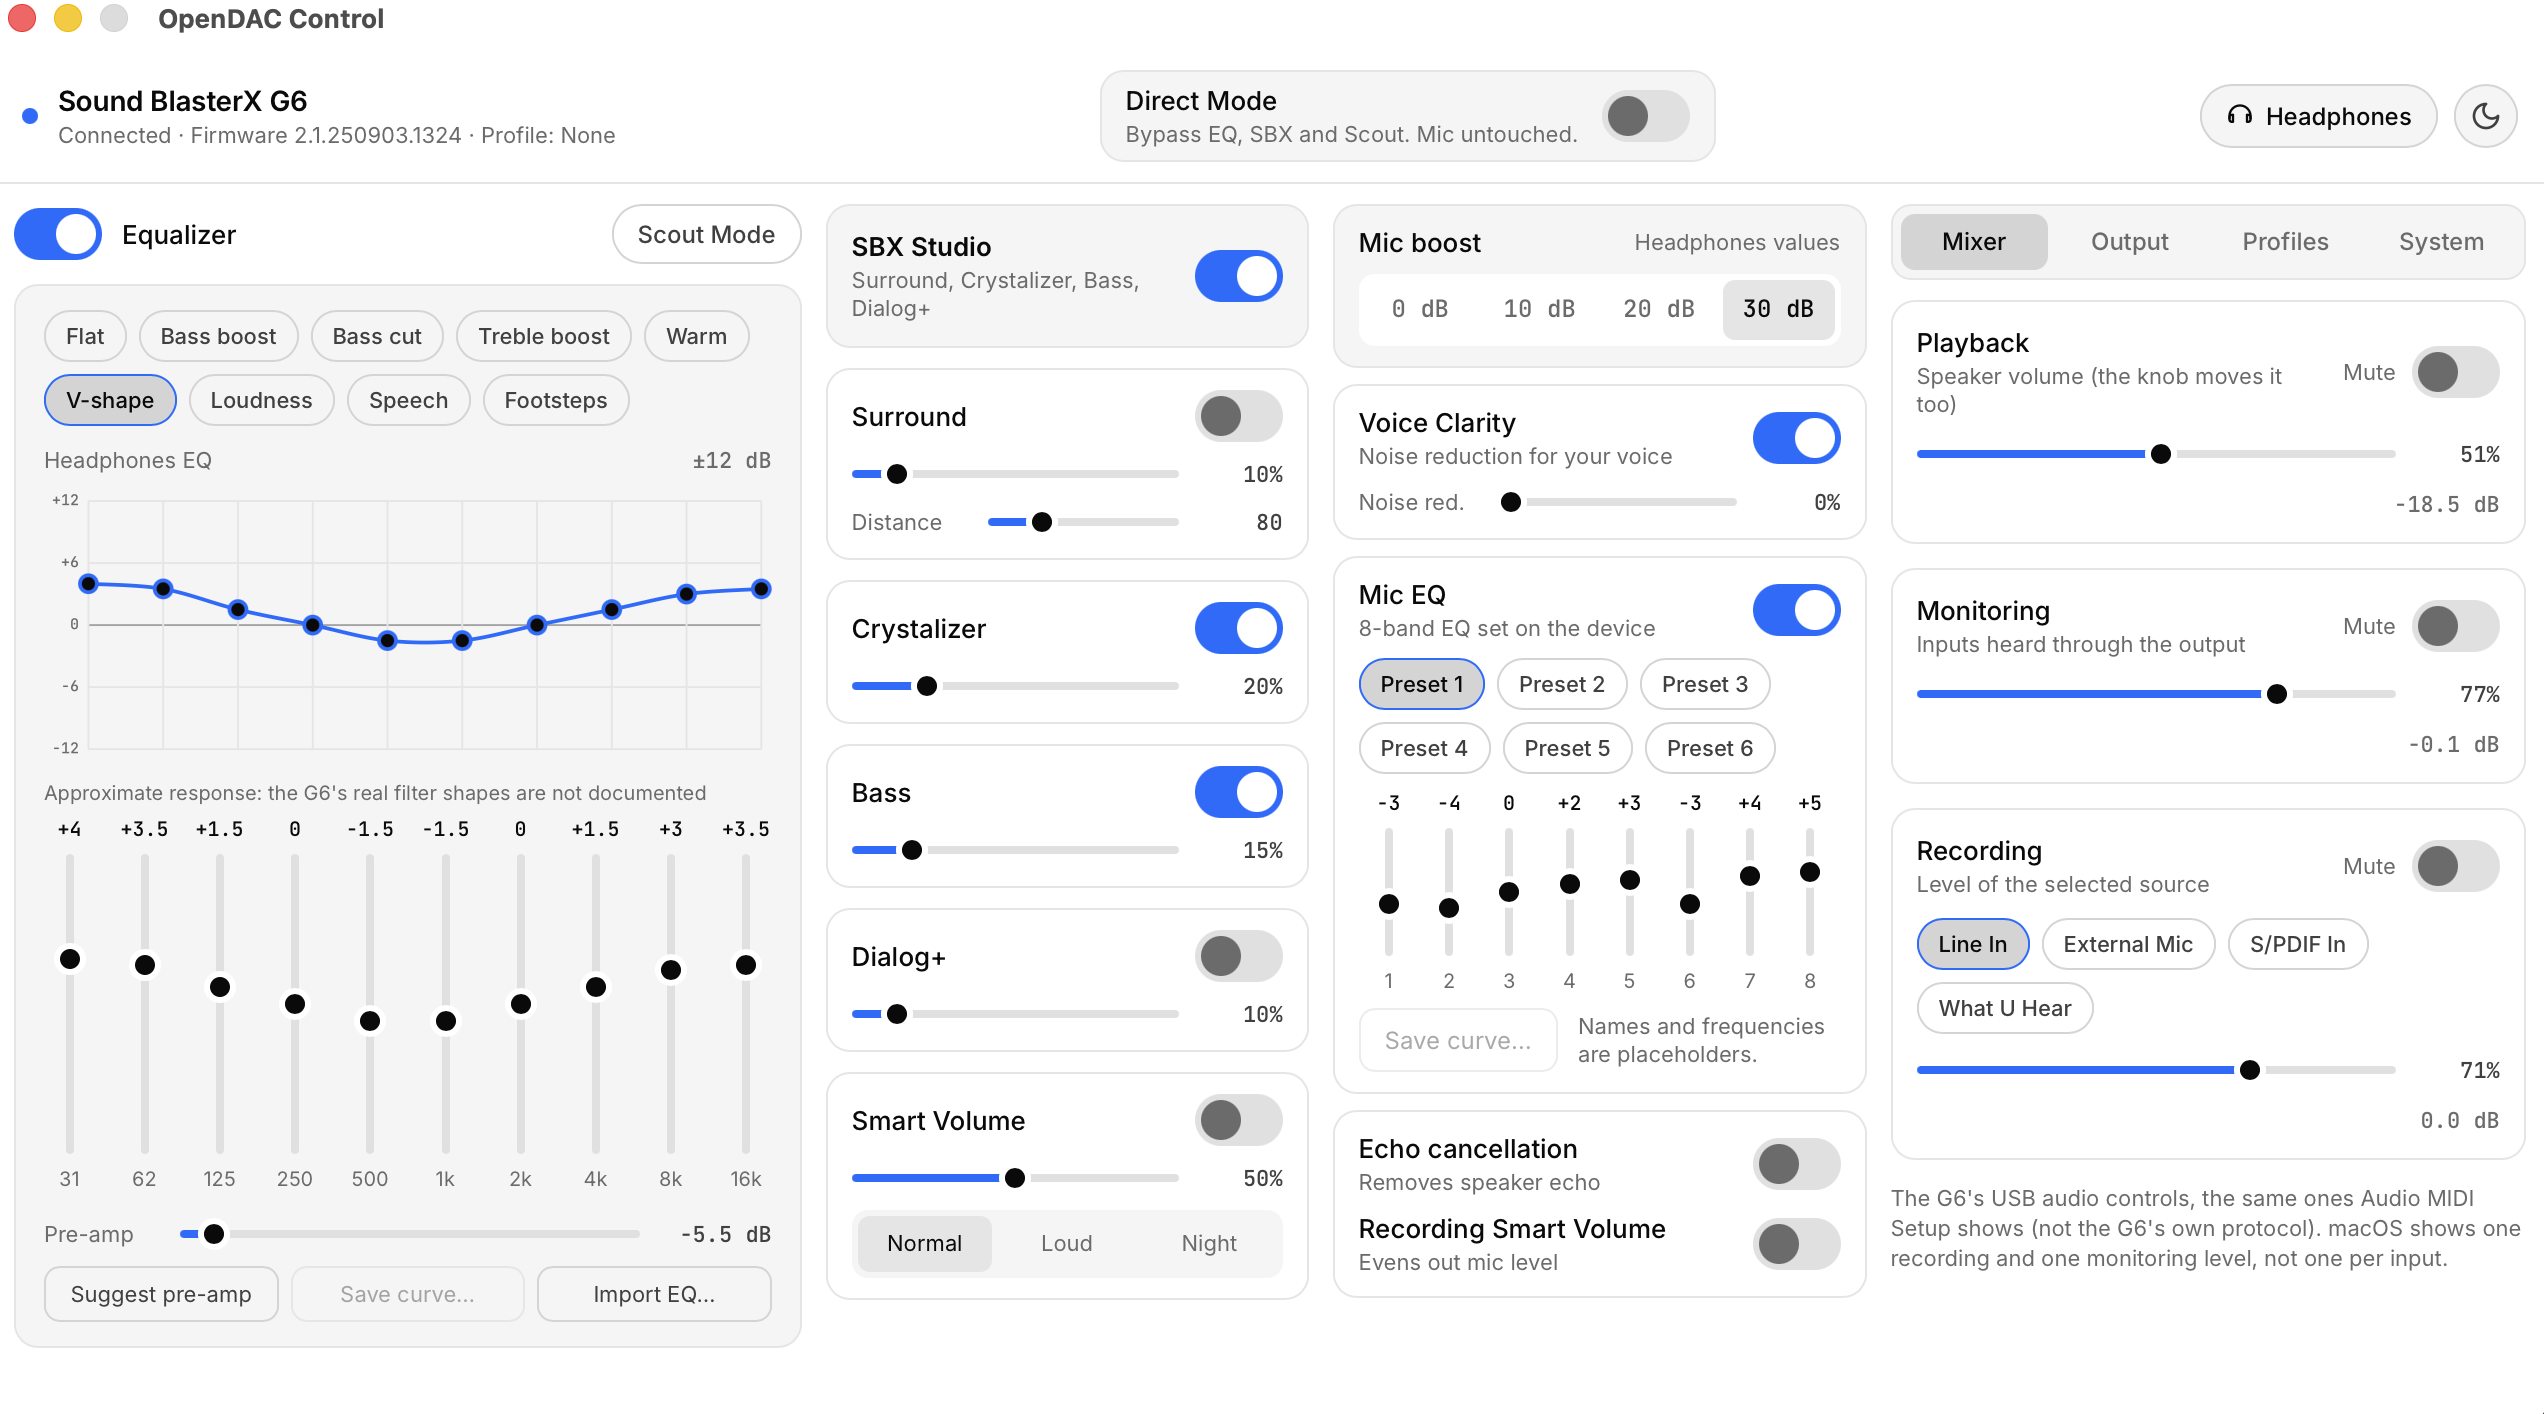 OpenDAC Control
Sound BlasterX G6
Connected · Firmware 2.1.250903.1324 · Profile: None
Direct Mode
Bypass EQ, SBX and Scout. Mic untouched.
Headphones
Equalizer
Scout Mode
Flat
Bass boost
Bass cut
Treble boost
Warm
V-shape
Loudness
Speech
Footsteps
Headphones EQ
±12 dB
+12
+6
0
-6
-12
Approximate response: the G6's real filter shapes are not documented
+4 +3.5 +1.5 0 -1.5 -1.5 0 +1.5 +3 +3.5
31 62 125 250 500 1k 2k 4k 8k 16k
Pre-amp
-5.5 dB
Suggest pre-amp
Save curve...
Import EQ...
SBX Studio
Surround, Crystalizer, Bass,
Dialog+
Surround
10%
Distance
80
Crystalizer
20%
Bass
15%
Dialog+
10%
Smart Volume
50%
Normal
Loud
Night
Mic boost
Headphones values
0 dB
10 dB
20 dB
30 dB
Voice Clarity
Noise reduction for your voice
Noise red.
0%
Mic EQ
8-band EQ set on the device
Preset 1
Preset 2
Preset 3
Preset 4
Preset 5
Preset 6
-3 -4 0 +2 +3 -3 +4 +5
1 2 3 4 5 6 7 8
Save curve...
Names and frequencies
are placeholders.
Echo cancellation
Removes speaker echo
Recording Smart Volume
Evens out mic level
Mixer
Output
Profiles
System
Playback
Speaker volume (the knob moves it
too)
Mute
51%
-18.5 dB
Monitoring
Inputs heard through the output
Mute
77%
-0.1 dB
Recording
Level of the selected source
Mute
Line In
External Mic
S/PDIF In
What U Hear
71%
0.0 dB
The G6's USB audio controls, the same ones Audio MIDI
Setup shows (not the G6's own protocol). macOS shows one
recording and one monitoring level, not one per input.